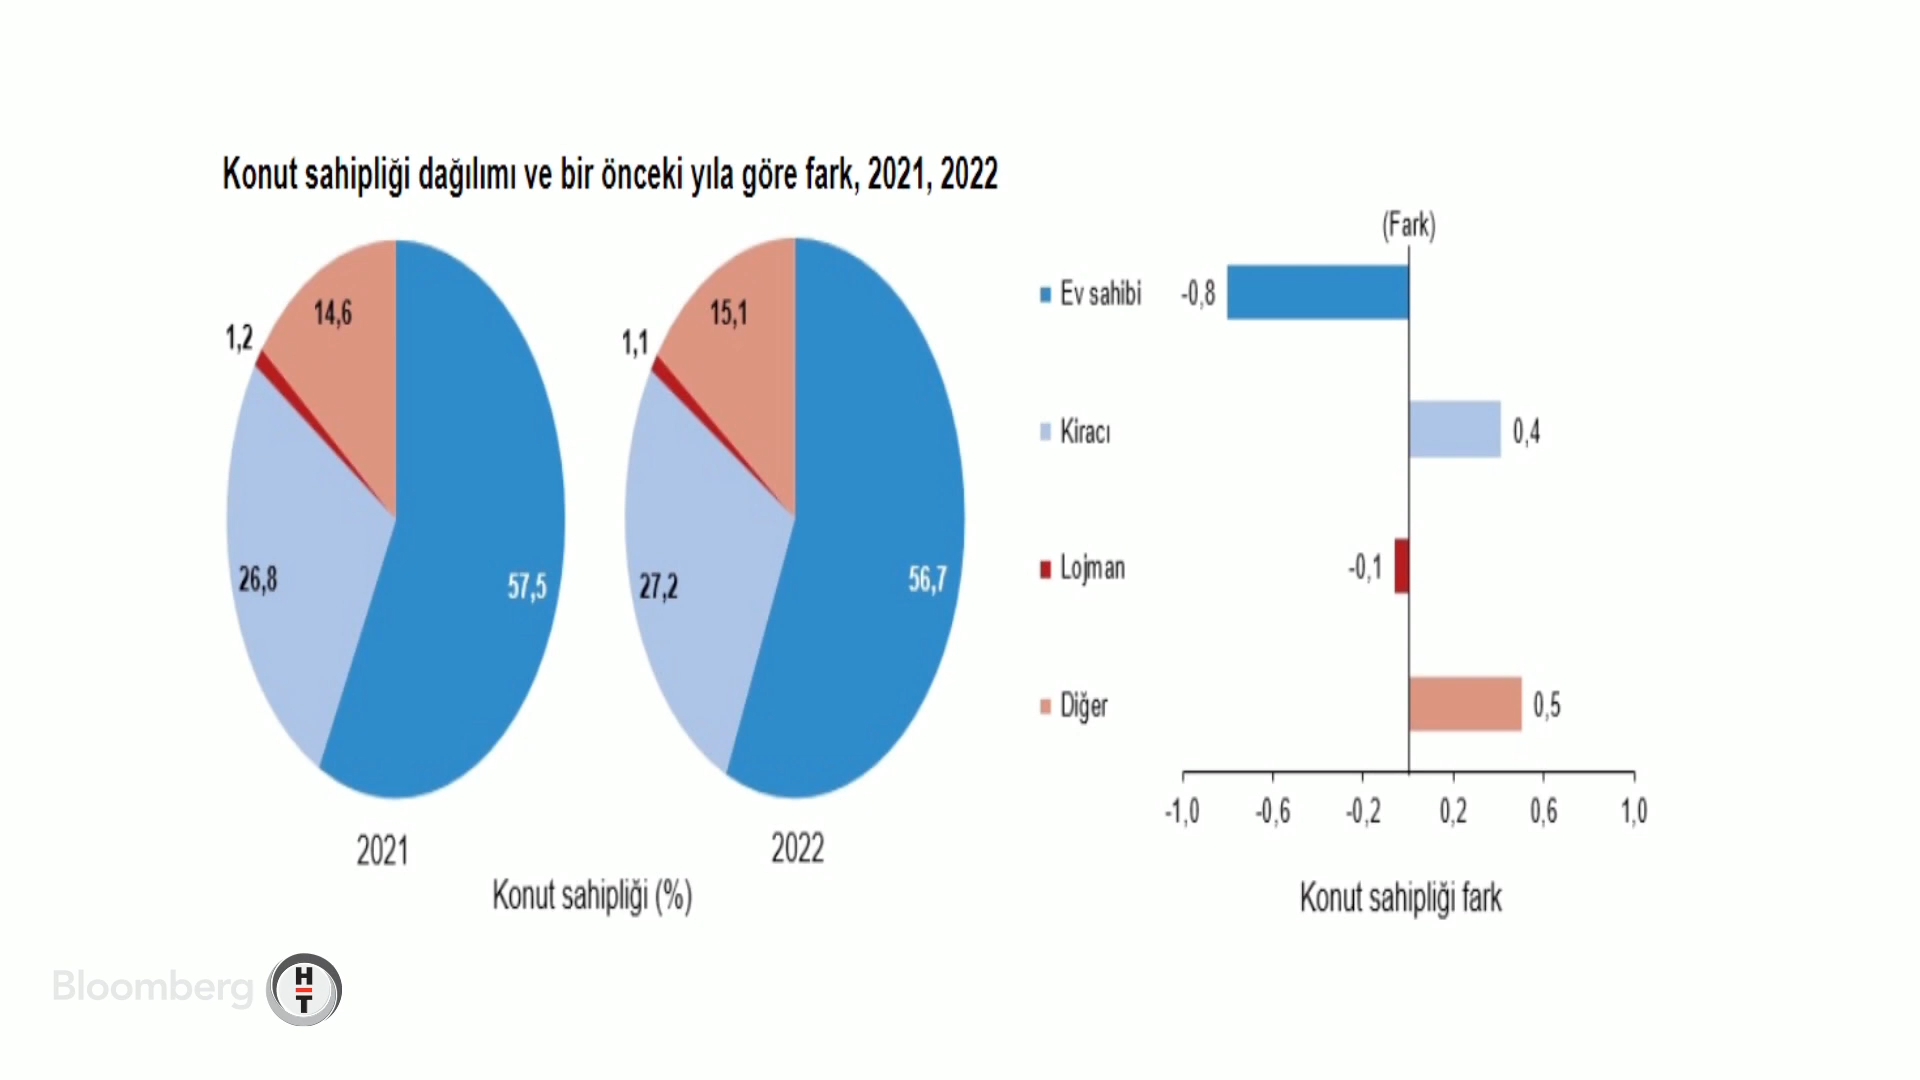 Konut sahipliği dağılımı ve bir önceki yıla göre fark, 2021, 2022
14,6
1,2
26,8
57,5
2021
15,1
1,1
27,2
56,7
2022
Konut sahipliği (%)
(Fark)
Ev sahibi -0,8
Kiracı 0,4
Lojman -0,1
Diğer 0,5
-1,0 -0,6 -0,2 0,2 0,6 1,0
Konut sahipliği fark
Bloomberg HT